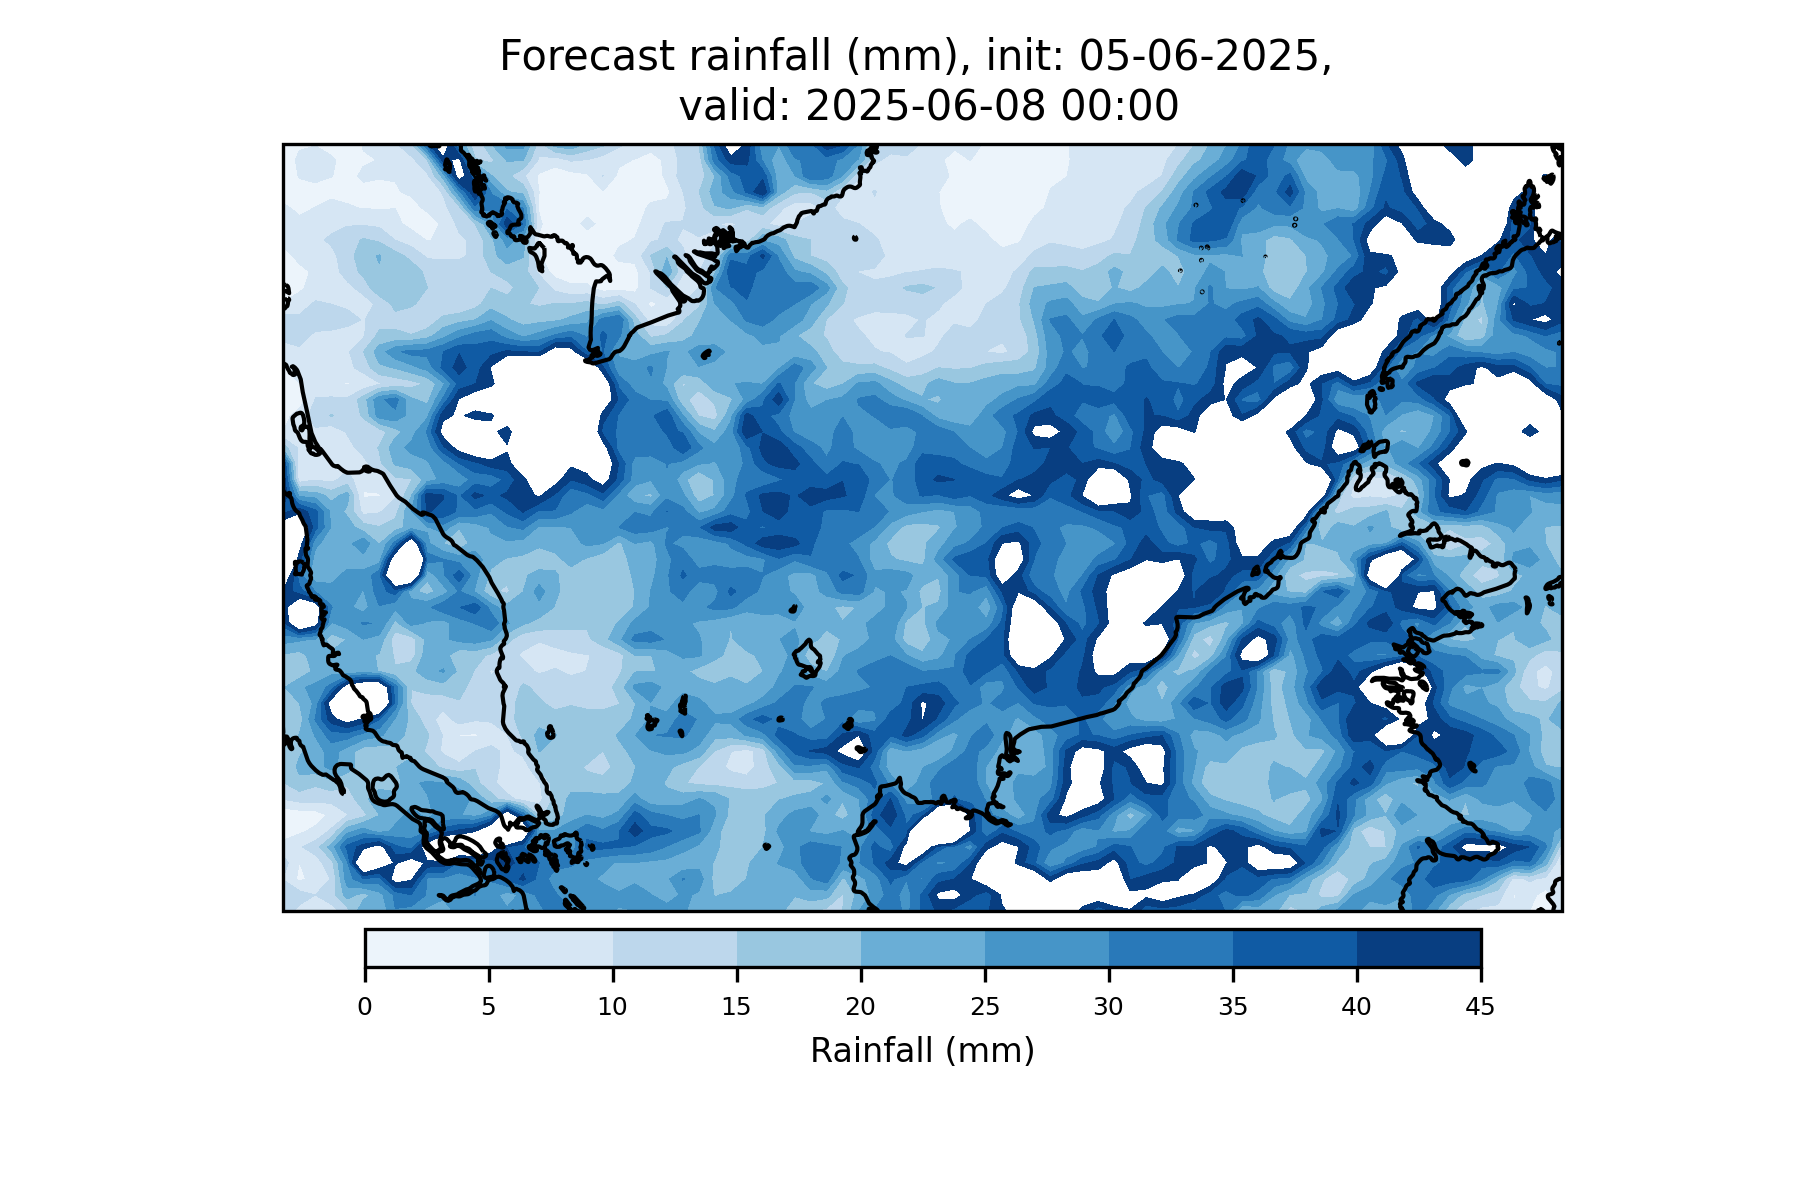 Forecast rainfall (mm), init: 05-06-2025,
valid: 2025-06-08 00:00
0 5 10 15 20 25 30 35 40 45
Rainfall (mm)